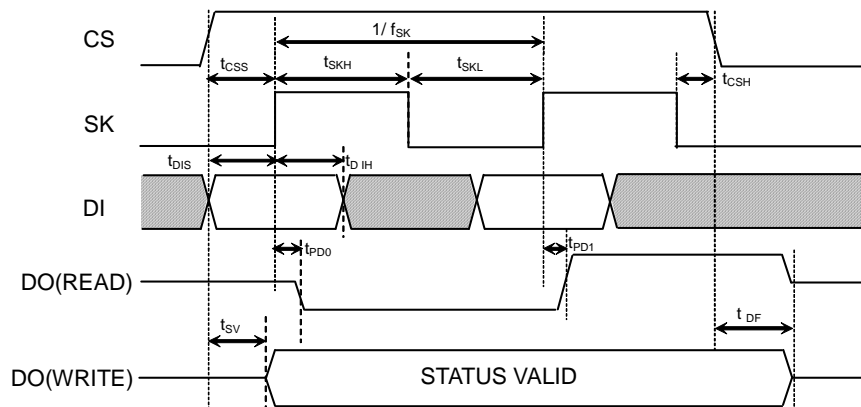 CS
1/ fSK
tCSS
tSKH
tSKL
tCSH
SK
tDIS
tD IH
DI
tPD0
tPD1
DO(READ)
tSV
t DF
DO(WRITE)
STATUS VALID